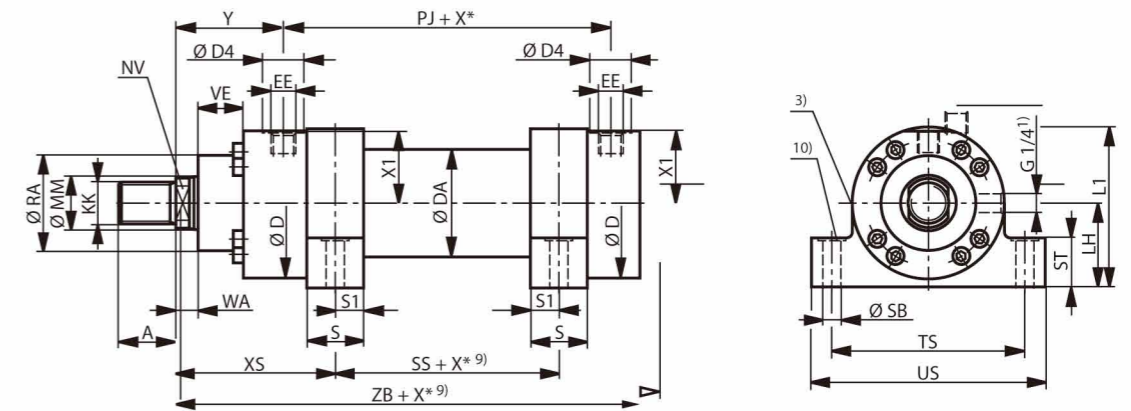 Y
PJ + X*
Ø D4
Ø D4
NV
EE
EE
VE
3)
10)
G 1/4¹⁾
X1
X1
L1
Ø RA
Ø MM
KK
Ø DA
Ø D
Ø D
LH
ST
WA
S1
S1
A
S
S
Ø SB
XS
SS + X* ⁹⁾
TS
ZB + X* ⁹⁾
US